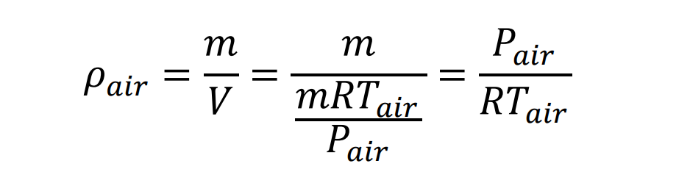 ρ_air = m/V = m/(mRT_air/P_air) = P_air/RT_air